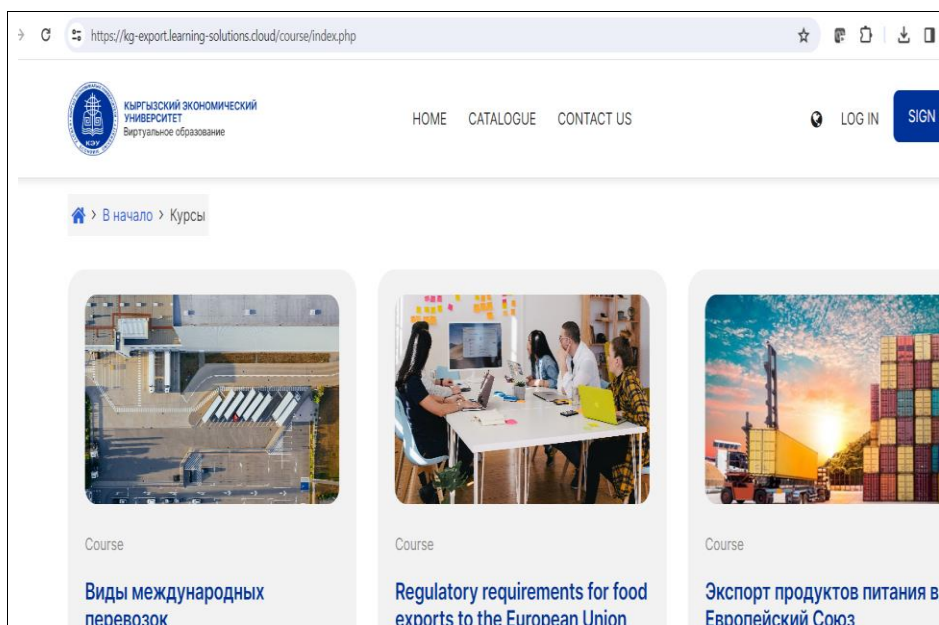 https://kg-export.learning-solutions.cloud/course/index.php
КЫРГЫЗСКИЙ ЭКОНОМИЧЕСКИЙ
УНИВЕРСИТЕТ
Виртуальное образование
КЭУ
HOME CATALOGUE CONTACT US
LOG IN SIGN
В начало > Курсы
Course
Виды международных
перевозок
Course
Regulatory requirements for food
exports to the European Union
Course
Экспорт продуктов питания в
Европейский Союз